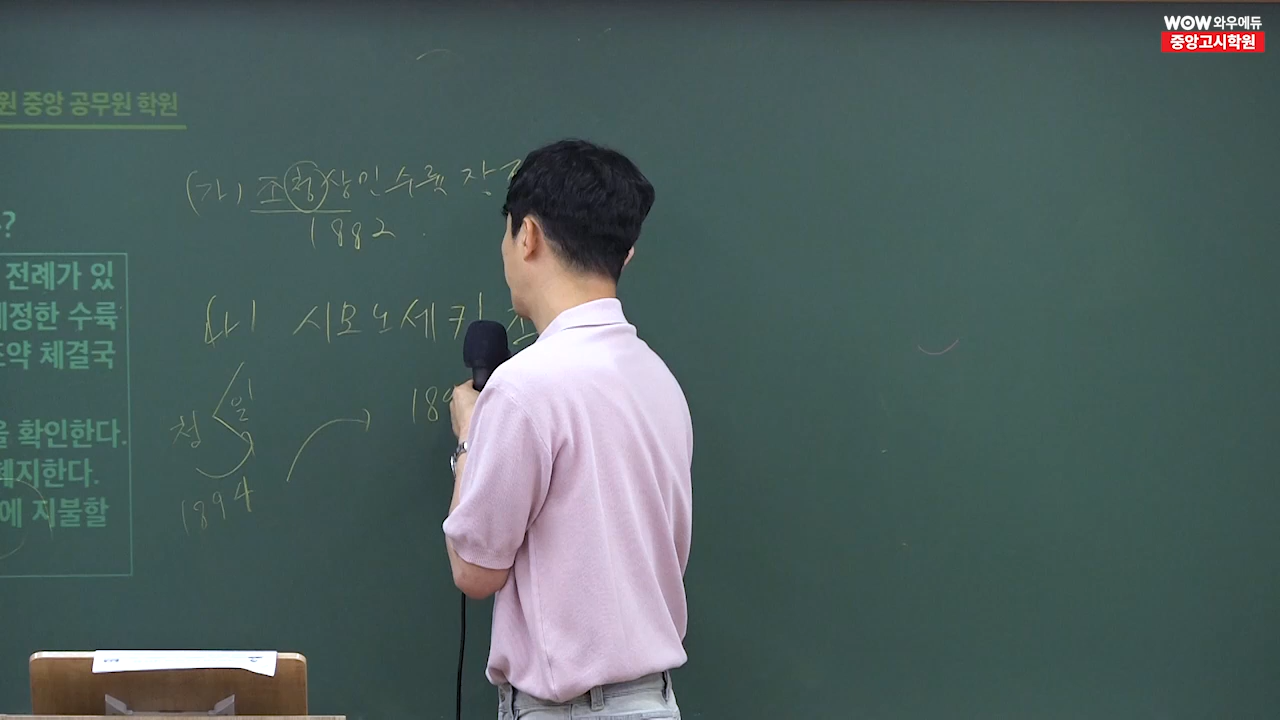 WOW 와우에듀
중앙고시학원
원 중앙 공무원 학원
(가) 조청상민수륙장
1882
?
전례가 있
제정한 수륙
조약 체결국
(나) 시모노세키 조
을 확인한다.
폐지한다.
에 지불할
청 일
189
1894